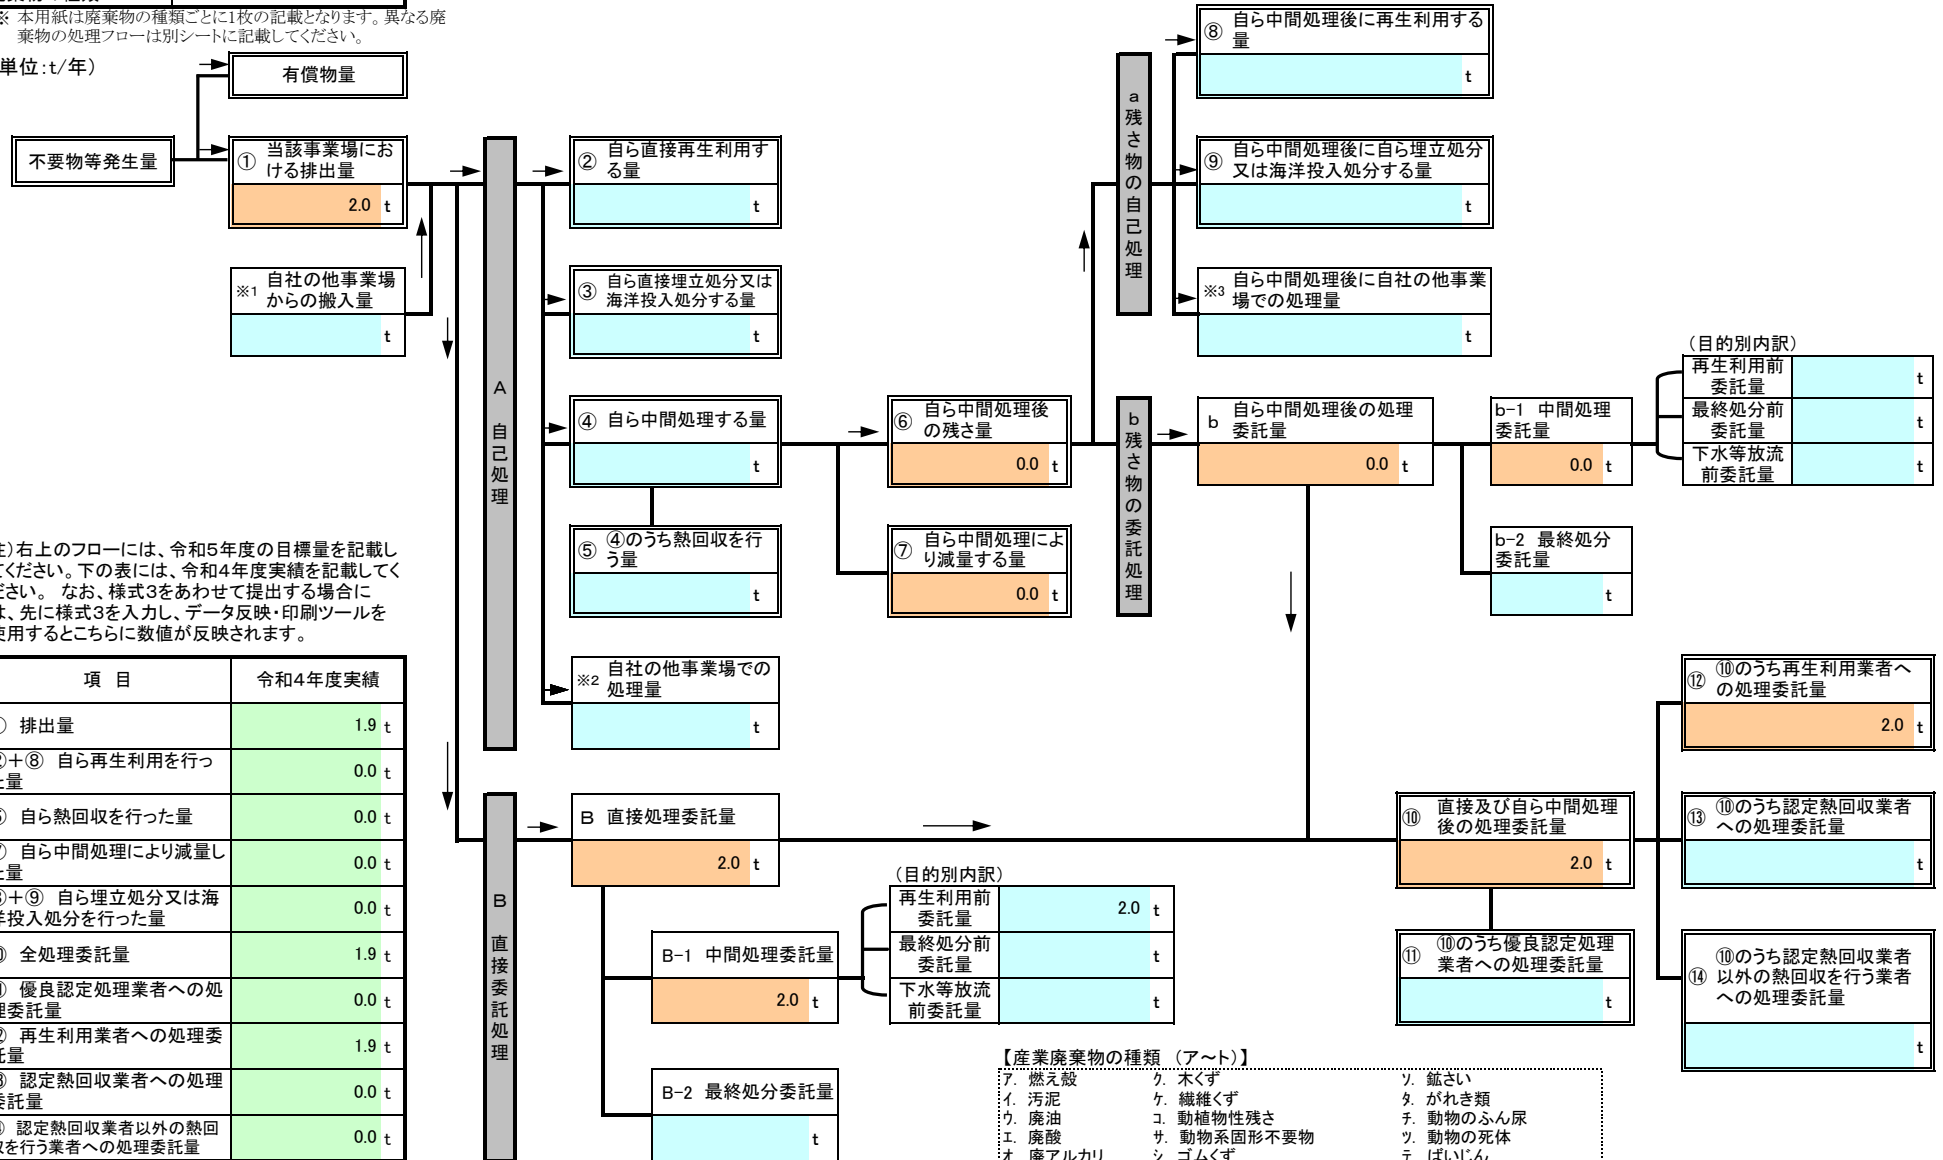 ※ 本用紙は廃棄物の種類ごとに1枚の記載となります。異なる廃
棄物の処理フローは別シートに記載してください。
単位:t/年)
有償物量
不要物等発生量
① 当該事業場にお
ける排出量
2.0 t
※1 自社の他事業場
からの搬入量
t
A 自己処理
② 自ら直接再生利用す
る量
t
③ 自ら直接埋立処分又は
海洋投入処分する量
t
④ 自ら中間処理する量
t
⑤ ④のうち熱回収を行
う量
t
※2 自社の他事業場での
処理量
t
⑥ 自ら中間処理後
の残さ量
0.0 t
⑦ 自ら中間処理によ
り減量する量
0.0 t
a 残さ物の自己処理
⑧ 自ら中間処理後に再生利用する
量
t
⑨ 自ら中間処理後に自ら埋立処分
又は海洋投入処分する量
t
※3 自ら中間処理後に自社の他事業
場での処理量
t
b 残さ物の委託処理
b 自ら中間処理後の処理
委託量
0.0 t
b-1 中間処理
委託量
0.0 t
b-2 最終処分
委託量
t
(目的別内訳)
再生利用前
委託量
t
最終処分前
委託量
t
下水等放流
前委託量
t
)右上のフローには、令和5年度の目標量を記載し
ください。下の表には、令和4年度実績を記載してく
さい。 なお、様式3をあわせて提出する場合に
、先に様式3を入力し、データ反映・印刷ツールを
使用するとこちらに数値が反映されます。
項 目 令和4年度実績
排出量 1.9 t
+⑧ 自ら再生利用を行っ
量 0.0 t
自ら熱回収を行った量 0.0 t
自ら中間処理により減量し
量 0.0 t
+⑨ 自ら埋立処分又は海
洋投入処分を行った量 0.0 t
全処理委託量 1.9 t
優良認定処理業者への処
理委託量 0.0 t
再生利用業者への処理委
託量 1.9 t
認定熱回収業者への処理
委託量 0.0 t
認定熱回収業者以外の熱回
収を行う業者への処理委託量 0.0 t
B 直接委託処理
B 直接処理委託量
2.0 t
B-1 中間処理委託量
2.0 t
B-2 最終処分委託量
t
(目的別内訳)
再生利用前
委託量
2.0 t
最終処分前
委託量
t
下水等放流
前委託量
t
⑩ 直接及び自ら中間処理
後の処理委託量
2.0 t
⑪ ⑩のうち優良認定処理
業者への処理委託量
t
⑫ ⑩のうち再生利用業者へ
の処理委託量
2.0 t
⑬ ⑩のうち認定熱回収業者
への処理委託量
t
⑭ ⑩のうち認定熱回収業者
以外の熱回収を行う業者
への処理委託量
t
【産業廃棄物の種類 (ア~ト)】
ア. 燃え殻 ク. 木くず ソ. 鉱さい
イ. 汚泥 ケ. 繊維くず タ. がれき類
ウ. 廃油 コ. 動植物性残さ チ. 動物のふん尿
エ. 廃酸 サ. 動物系固形不要物 ツ. 動物の死体
オ. 廃アルカリ シ. ゴムくず テ. ばいじん